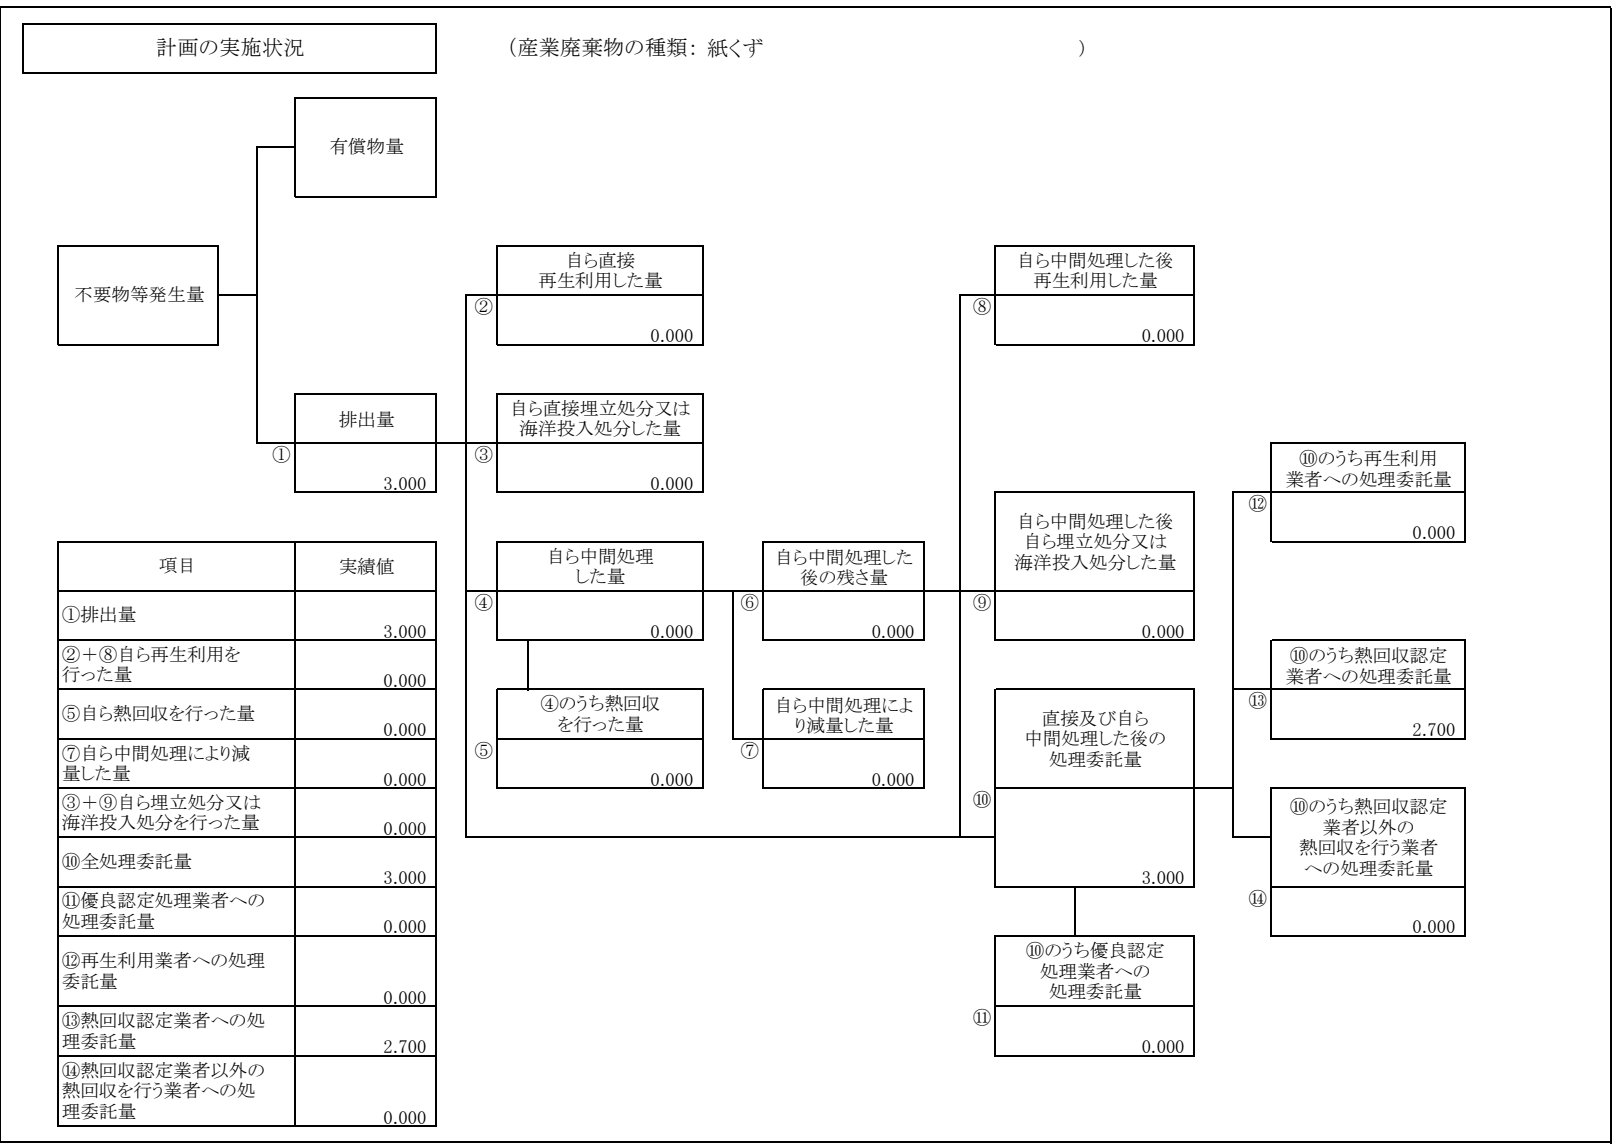 計画の実施状況
（産業廃棄物の種類：紙くず　　　　　　　　　　　　　　　）
有償物量
不要物等発生量
自ら直接
再生利用した量
②
0.000
自ら中間処理した後
再生利用した量
⑧
0.000
排出量
①
3.000
自ら直接埋立処分又は
海洋投入処分した量
③
0.000
⑩のうち再生利用
業者への処理委託量
⑫
0.000
自ら中間処理した後
自ら埋立処分又は
海洋投入処分した量
⑨
0.000
自ら中間処理
した量
④
0.000
自ら中間処理した
後の残さ量
⑥
0.000
⑩のうち熱回収認定
業者への処理委託量
⑬
2.700
④のうち熱回収
を行った量
⑤
0.000
自ら中間処理によ
り減量した量
⑦
0.000
直接及び自ら
中間処理した後の
処理委託量
⑩
3.000
⑩のうち熱回収認定
業者以外の
熱回収を行う業者
への処理委託量
⑭
0.000
⑩のうち優良認定
処理業者への
処理委託量
⑪
0.000
項目 実績値
①排出量
3.000
②＋⑧自ら再生利用を
行った量
0.000
⑤自ら熱回収を行った量
0.000
⑦自ら中間処理により減
量した量
0.000
③＋⑨自ら埋立処分又は
海洋投入処分を行った量
0.000
⑩全処理委託量
3.000
⑪優良認定処理業者への
処理委託量
0.000
⑫再生利用業者への処理
委託量
0.000
⑬熱回収認定業者への処
理委託量
2.700
⑭熱回収認定業者以外の
熱回収を行う業者への処
理委託量
0.000